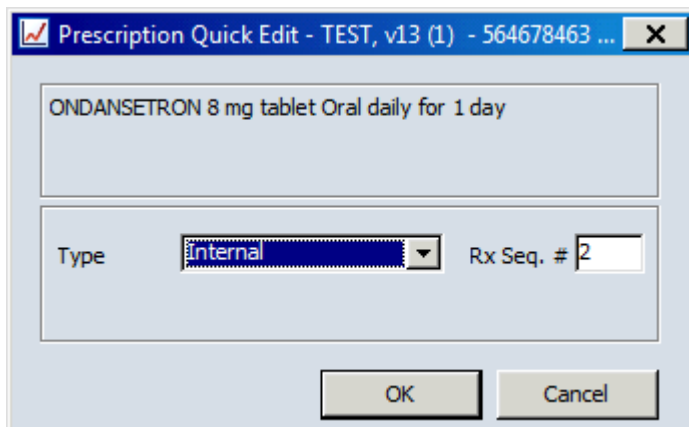 Prescription Quick Edit - TEST, v13 (1) - 564678463 ...
ONDANSETRON 8 mg tablet Oral daily for 1 day
Type Internal Rx Seq. # 2
OK Cancel